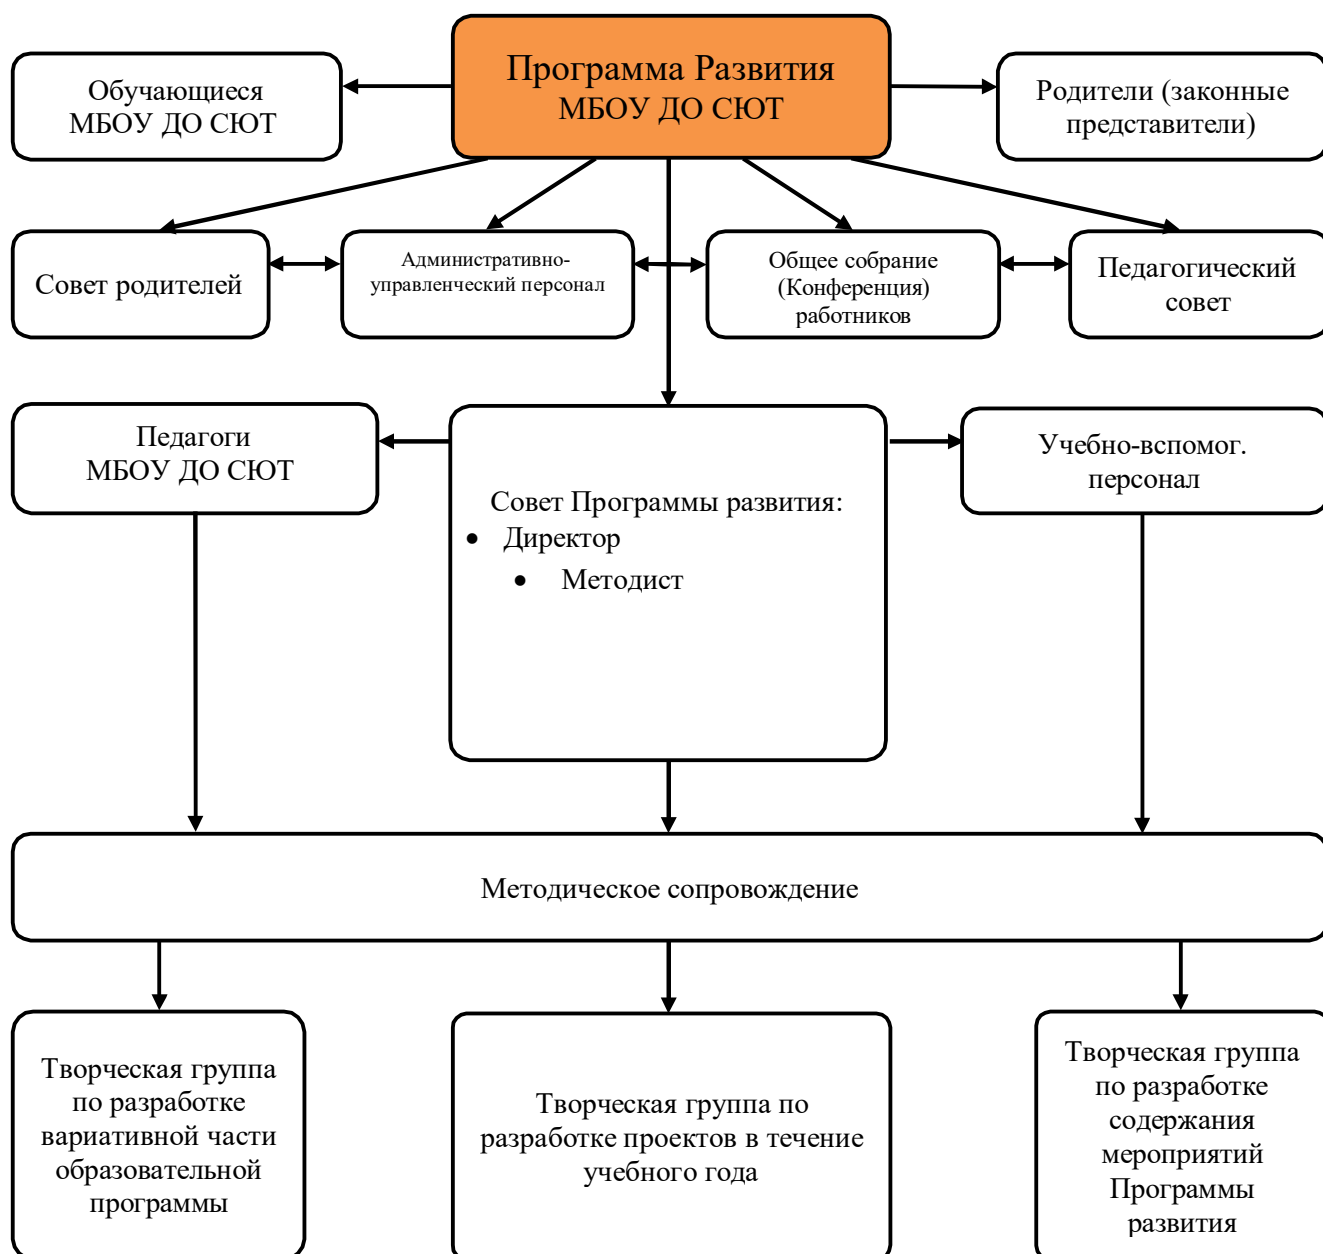 Программа Развития
МБОУ ДО СЮТ
Обучающиеся
МБОУ ДО СЮТ
Родители (законные
представители)
Совет родителей
Административно-
управленческий персонал
Общее собрание
(Конференция)
работников
Педагогический
совет
Педагоги
МБОУ ДО СЮТ
Совет Программы развития:
• Директор
• Методист
Учебно-вспомог.
персонал
Методическое сопровождение
Творческая группа
по разработке
вариативной части
образовательной
программы
Творческая группа по
разработке проектов в течение
учебного года
Творческая группа
по разработке
содержания
мероприятий
Программы
развития